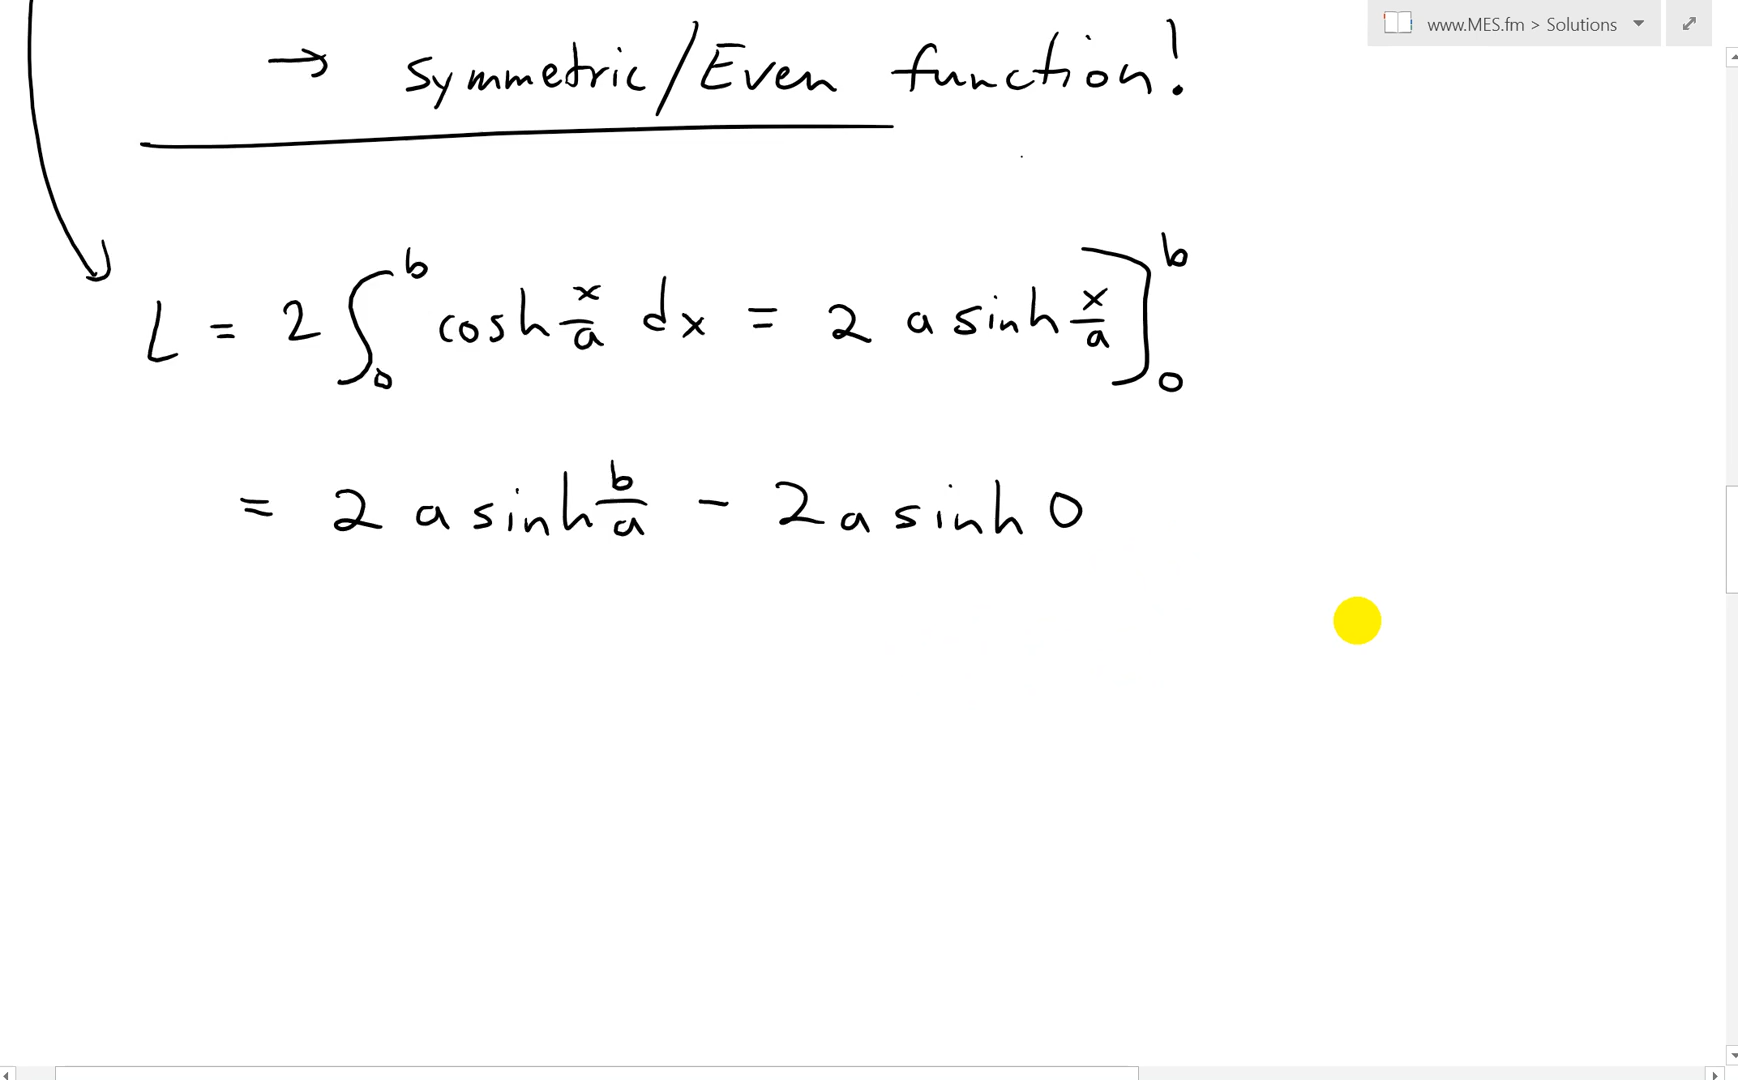 www.MES.fm > Solutions
→ Symmetric/Even function!
L = 2 ∫₀ᵇ cosh x/a dx = 2 a sinh x/a ]₀ᵇ
= 2 a sinh b/a - 2 a sinh 0